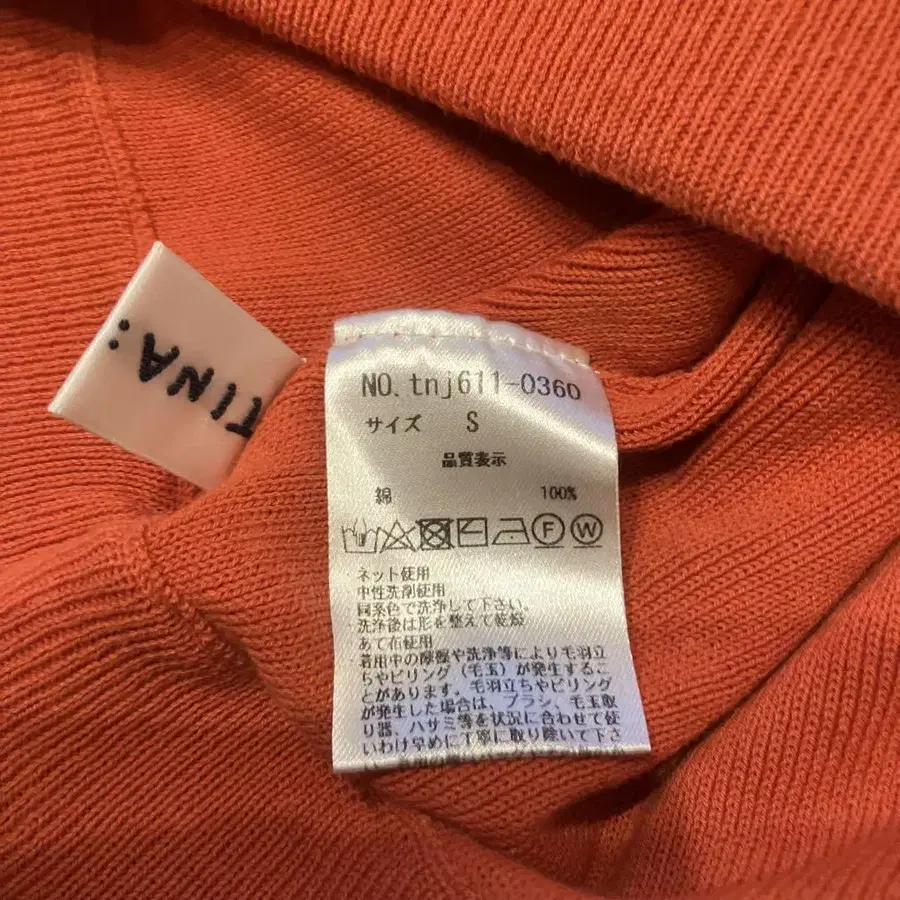 TINA:
NO. tnj611-0360
サイズ S
品質表示
綿 100%
F W
・ネット使用
中性洗剤使用
同系色で洗浄して下さい。
・洗浄後は形を整えて乾燥
あて布使用
・着用中の摩擦や洗浄等により毛羽立
ちやピリング(毛玉)が発生するこ
とがあります。毛羽立ちやピリング
が発生した場合は、ブラシ、毛玉取
り器、ハサミ等を状況に合わせて使
いわけ早めに丁寧に取り除いて下さ